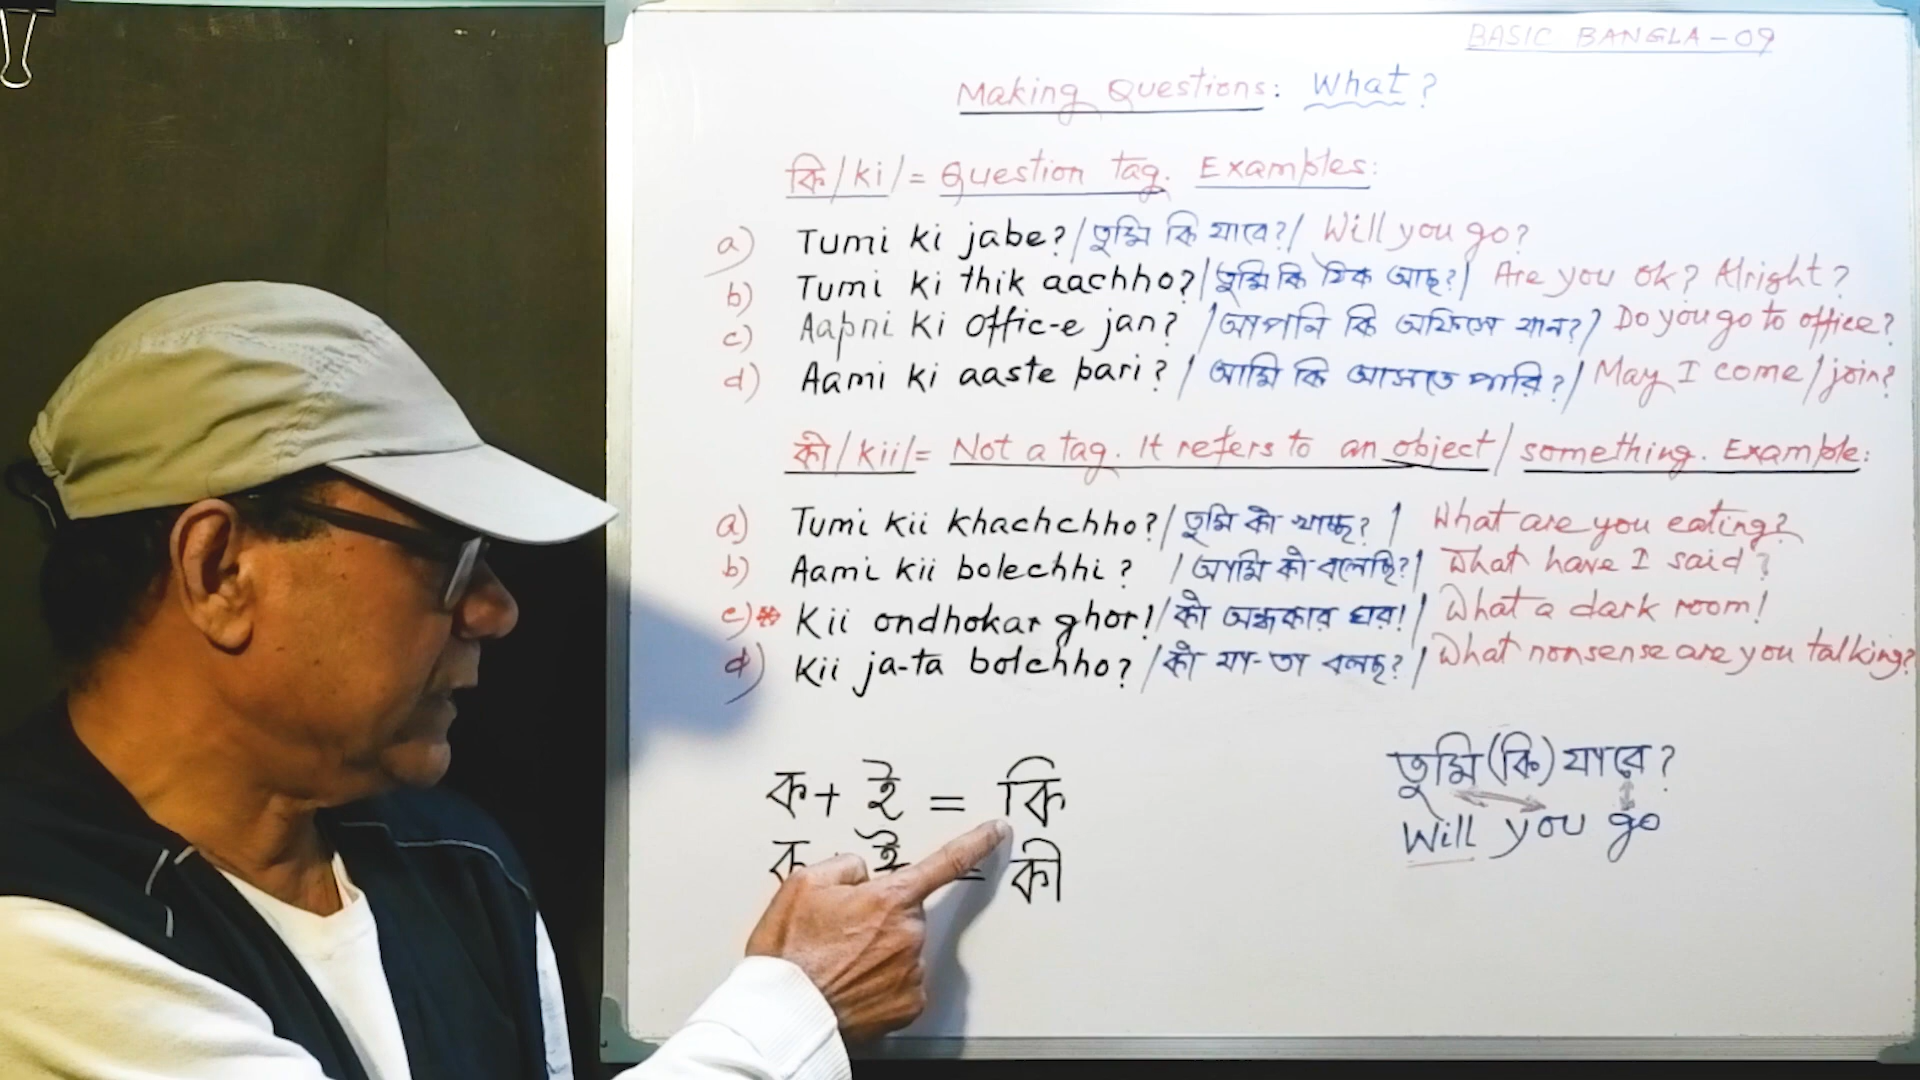 BASIC BANGLA-09
Making Questions: What?
কি/ki/= Question tag. Examples:
a) Tumi ki jabe?/তুমি কি যাবে?/ Will you go?
b) Tumi ki thik aachho?/তুমি কি ঠিক আছ?/ Are you ok? Alright?
c) Aapni ki offic-e jan? /আপনি কি অফিসে যান?/ Do you go to office?
d) Aami ki aaste pari? / আমি কি আসতে পারি?/ May I come/join?
কী/kii/= Not a tag. It refers to an object/something. Example:
a) Tumi kii khachchho?/তুমি কী খাচ্ছ? / What are you eating?
b) Aami kii bolechhi? /আমি কী বলেছি?/ What have I said?
c)* Kii ondhokar ghor!/কী অন্ধকার ঘর!/ What a dark room!
d) Kii ja-ta bolchho? /কী যা-তা বলছ?/ What nonsense are you talking?
ক+ ই = কি
ক = কী
তুমি (কি) যাবে?
Will you go